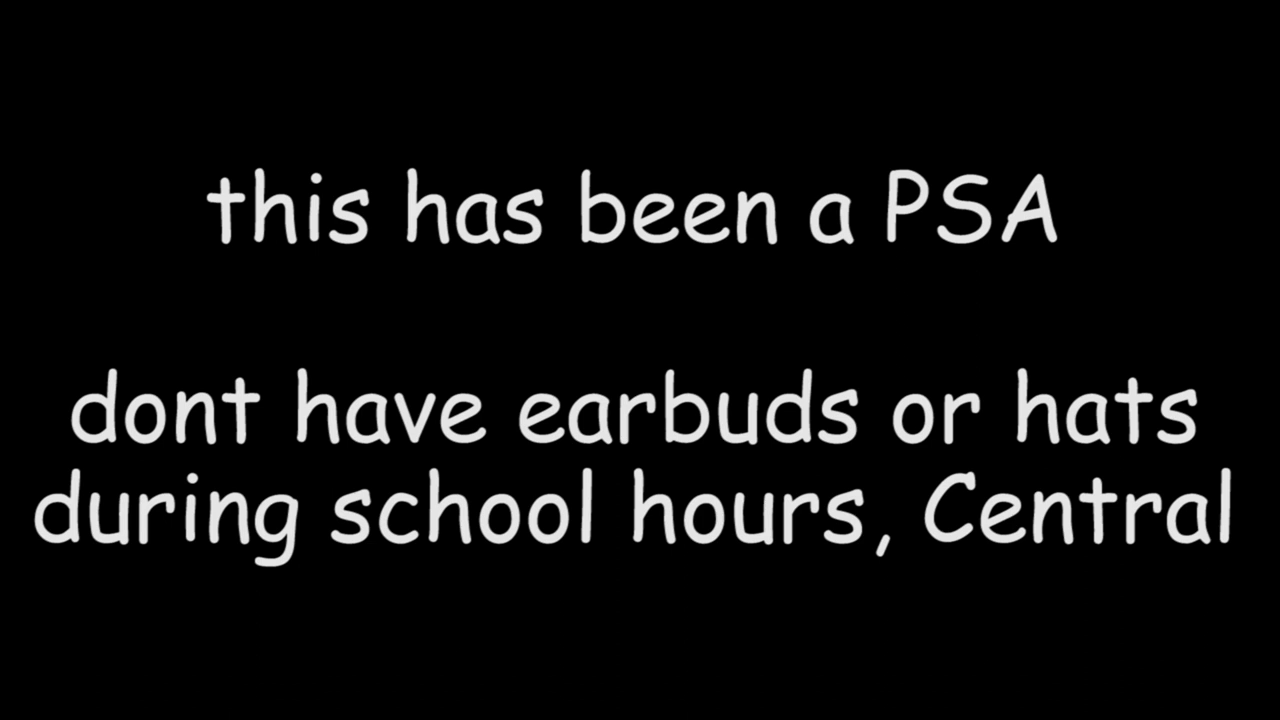 this has been a PSA
dont have earbuds or hats
during school hours, Central